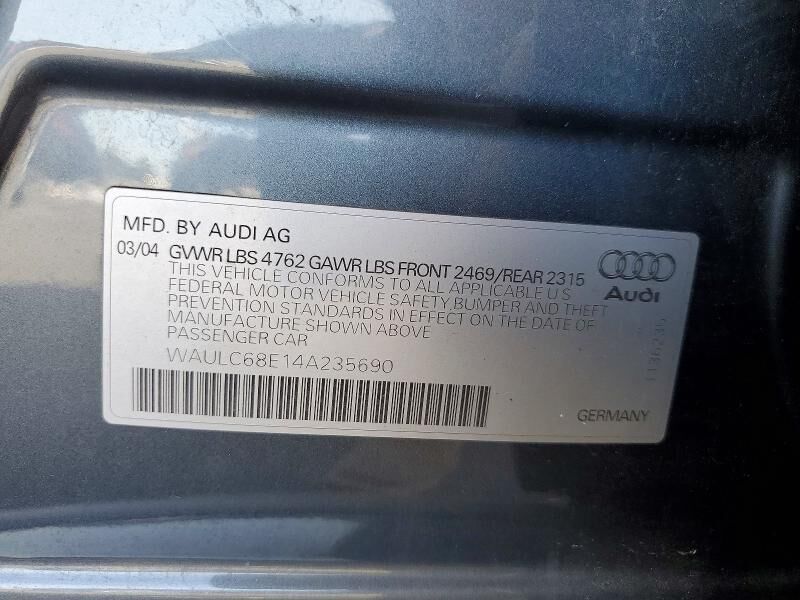 MFD. BY AUDI AG
03/04 GVWR LBS 4762 GAWR LBS FRONT 2469/REAR 2315
THIS VEHICLE CONFORMS TO ALL APPLICABLE U S
FEDERAL MOTOR VEHICLE SAFETY, BUMPER AND THEFT
PREVENTION STANDARDS IN EFFECT ON THE DATE OF
MANUFACTURE SHOWN ABOVE
PASSENGER CAR
WAULC68E14A235690
Audi
GERMANY